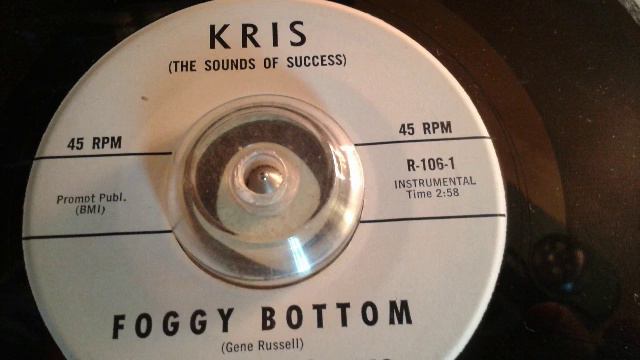 KRIS
(THE SOUNDS OF SUCCESS)
45 RPM
45 RPM
R-106-1
INSTRUMENTAL
Time 2:58
Promot Publ.
(BMI)
FOGGY BOTTOM
(Gene Russell)